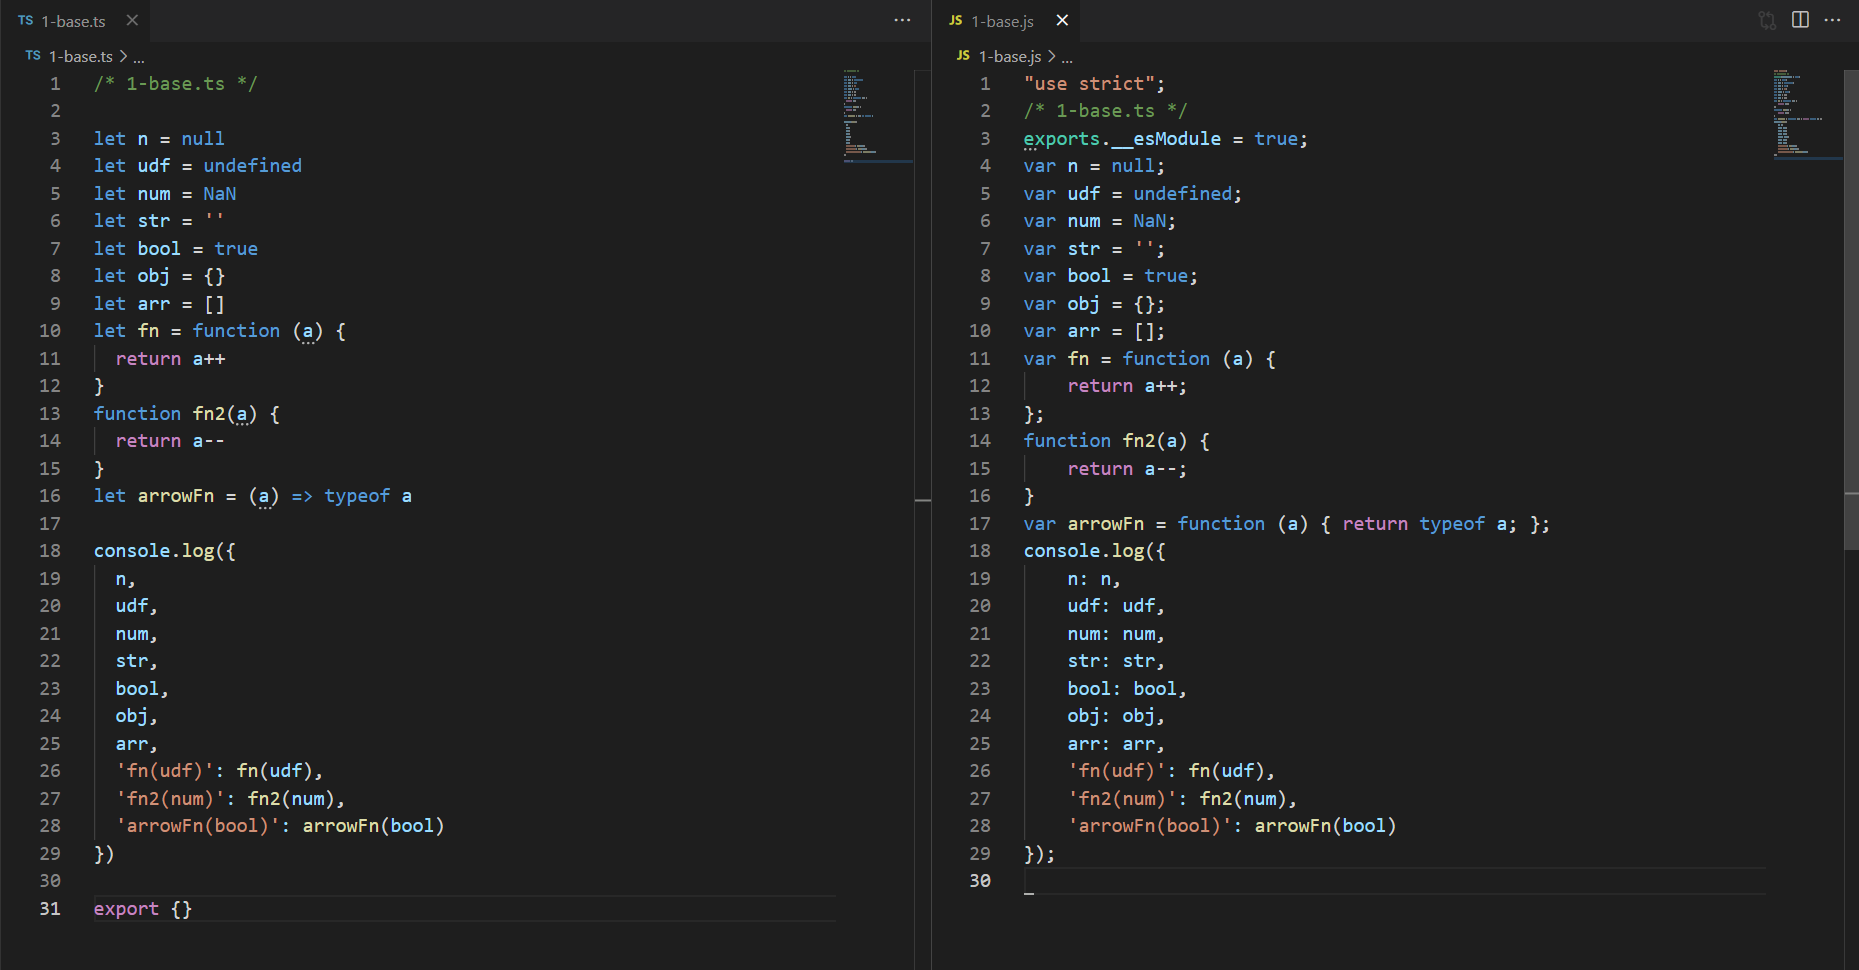 TS 1-base.ts
TS 1-base.ts > ...
1 /* 1-base.ts */
2
3 let n = null
4 let udf = undefined
5 let num = NaN
6 let str = ''
7 let bool = true
8 let obj = {}
9 let arr = []
10 let fn = function (a) {
11   return a++
12 }
13 function fn2(a) {
14   return a--
15 }
16 let arrowFn = (a) => typeof a
17
18 console.log({
19   n,
20   udf,
21   num,
22   str,
23   bool,
24   obj,
25   arr,
26   'fn(udf)': fn(udf),
27   'fn2(num)': fn2(num),
28   'arrowFn(bool)': arrowFn(bool)
29 })
30
31 export {}
JS 1-base.js
JS 1-base.js > ...
1 "use strict";
2 /* 1-base.ts */
3 exports.__esModule = true;
4 var n = null;
5 var udf = undefined;
6 var num = NaN;
7 var str = '';
8 var bool = true;
9 var obj = {};
10 var arr = [];
11 var fn = function (a) {
12     return a++;
13 };
14 function fn2(a) {
15     return a--;
16 }
17 var arrowFn = function (a) { return typeof a; };
18 console.log({
19     n: n,
20     udf: udf,
21     num: num,
22     str: str,
23     bool: bool,
24     obj: obj,
25     arr: arr,
26     'fn(udf)': fn(udf),
27     'fn2(num)': fn2(num),
28     'arrowFn(bool)': arrowFn(bool)
29 });
30